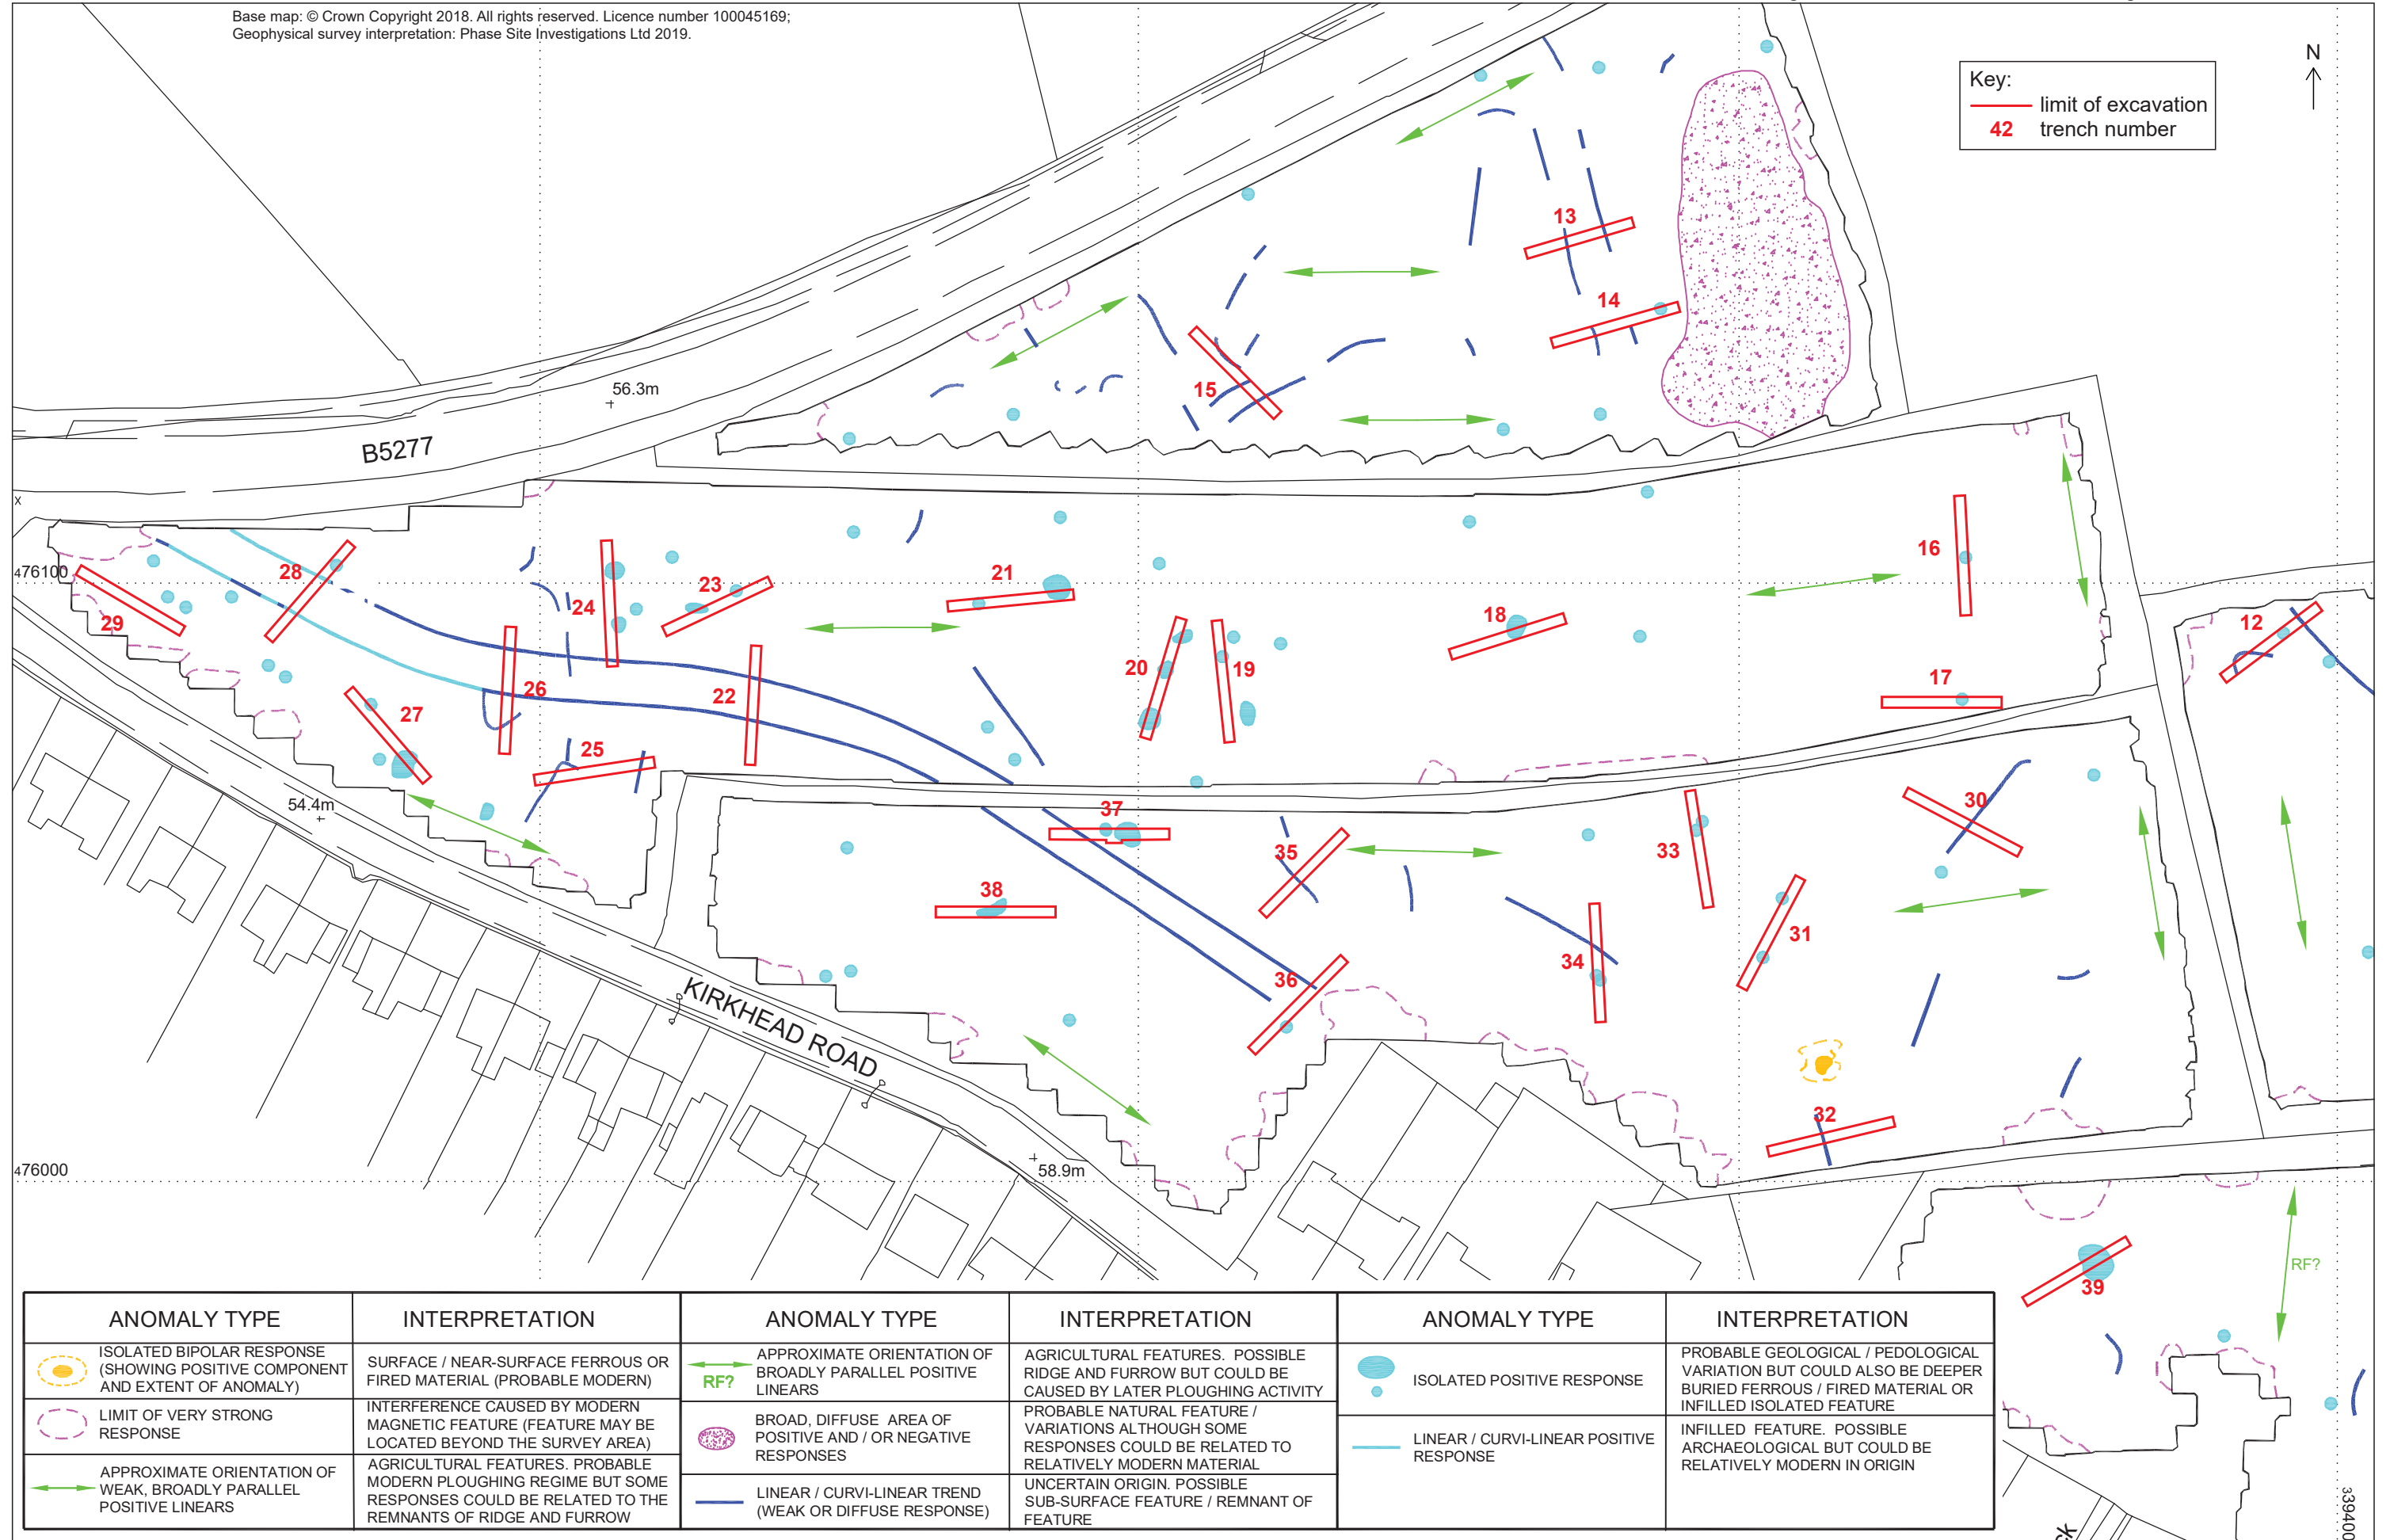 Base map: © Crown Copyright 2018. All rights reserved. Licence number 100045169;
Geophysical survey interpretation: Phase Site Investigations Ltd 2019.
N
Key:
limit of excavation
42 trench number
13
14
15
56.3m
B5277
x
476100
28
29
24
23
21
16
18
20
19
12
17
26
22
27
25
54.4m
37
30
35
33
38
31
34
36
KIRKHEAD ROAD
32
58.9m
476000
RF?
39
ANOMALY TYPE
INTERPRETATION
ISOLATED BIPOLAR RESPONSE
(SHOWING POSITIVE COMPONENT
AND EXTENT OF ANOMALY)
SURFACE / NEAR-SURFACE FERROUS OR
FIRED MATERIAL (PROBABLE MODERN)
LIMIT OF VERY STRONG
RESPONSE
INTERFERENCE CAUSED BY MODERN
MAGNETIC FEATURE (FEATURE MAY BE
LOCATED BEYOND THE SURVEY AREA)
APPROXIMATE ORIENTATION OF
WEAK, BROADLY PARALLEL
POSITIVE LINEARS
AGRICULTURAL FEATURES. PROBABLE
MODERN PLOUGHING REGIME BUT SOME
RESPONSES COULD BE RELATED TO THE
REMNANTS OF RIDGE AND FURROW
ANOMALY TYPE
INTERPRETATION
RF?
APPROXIMATE ORIENTATION OF
BROADLY PARALLEL POSITIVE
LINEARS
AGRICULTURAL FEATURES. POSSIBLE
RIDGE AND FURROW BUT COULD BE
CAUSED BY LATER PLOUGHING ACTIVITY
BROAD, DIFFUSE AREA OF
POSITIVE AND / OR NEGATIVE
RESPONSES
PROBABLE NATURAL FEATURE /
VARIATIONS ALTHOUGH SOME
RESPONSES COULD BE RELATED TO
RELATIVELY MODERN MATERIAL
LINEAR / CURVI-LINEAR TREND
(WEAK OR DIFFUSE RESPONSE)
UNCERTAIN ORIGIN. POSSIBLE
SUB-SURFACE FEATURE / REMNANT OF
FEATURE
ANOMALY TYPE
INTERPRETATION
ISOLATED POSITIVE RESPONSE
PROBABLE GEOLOGICAL / PEDOLOGICAL
VARIATION BUT COULD ALSO BE DEEPER
BURIED FERROUS / FIRED MATERIAL OR
INFILLED ISOLATED FEATURE
LINEAR / CURVI-LINEAR POSITIVE
RESPONSE
INFILLED FEATURE. POSSIBLE
ARCHAEOLOGICAL BUT COULD BE
RELATIVELY MODERN IN ORIGIN
339400